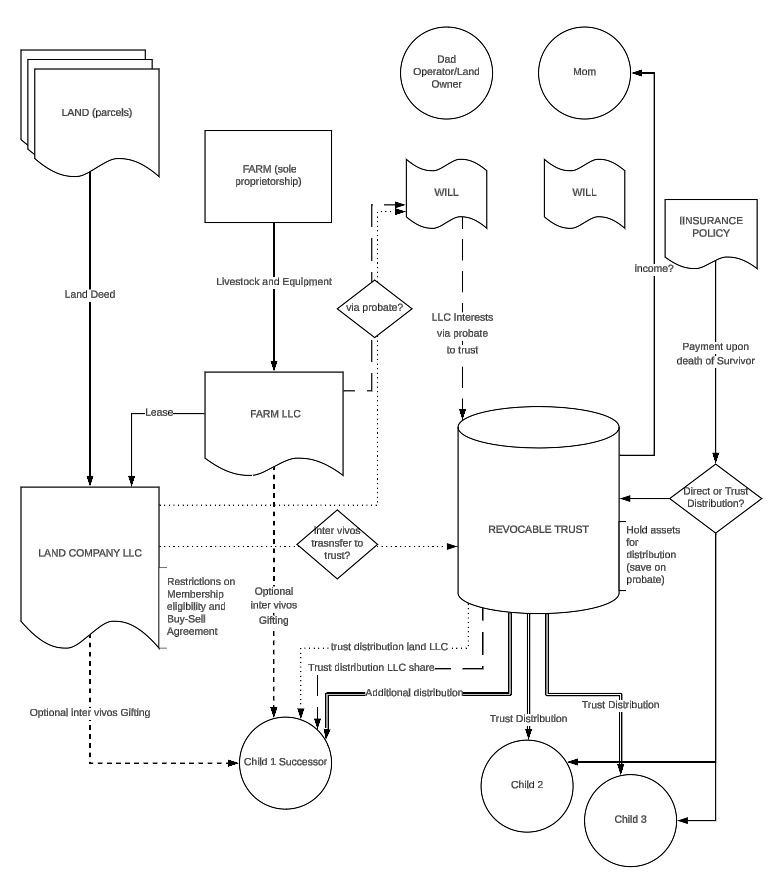 Dad
Operator/Land
Owner
Mom
LAND (parcels)
FARM (sole
proprietorship)
WILL
WILL
IINSURANCE
POLICY
income?
Land Deed
Livestock and Equipment
via probate?
LLC Interests
via probate
to trust
Payment upon
death of Survivor
Lease
FARM LLC
Direct or Trust
Distribution?
LAND COMPANY LLC
inter vivos
trasnsfer to
trust?
REVOCABLE TRUST
Hold assets
for
distribution
(save on
probate)
Restrictions on
Membership
eligibility and
Buy-Sell
Agreement
Optional
inter vivos
Gifting
trust distribution land LLC
Trust distribution LLC share
Additional distribution
Optional inter vivos Gifting
Trust Distribution
Trust Distribution
Child 1 Successor
Child 2
Child 3